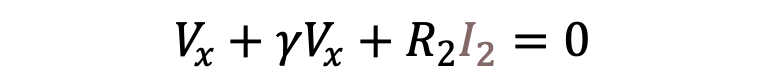 Vₓ + γVₓ + R₂I₂ = 0